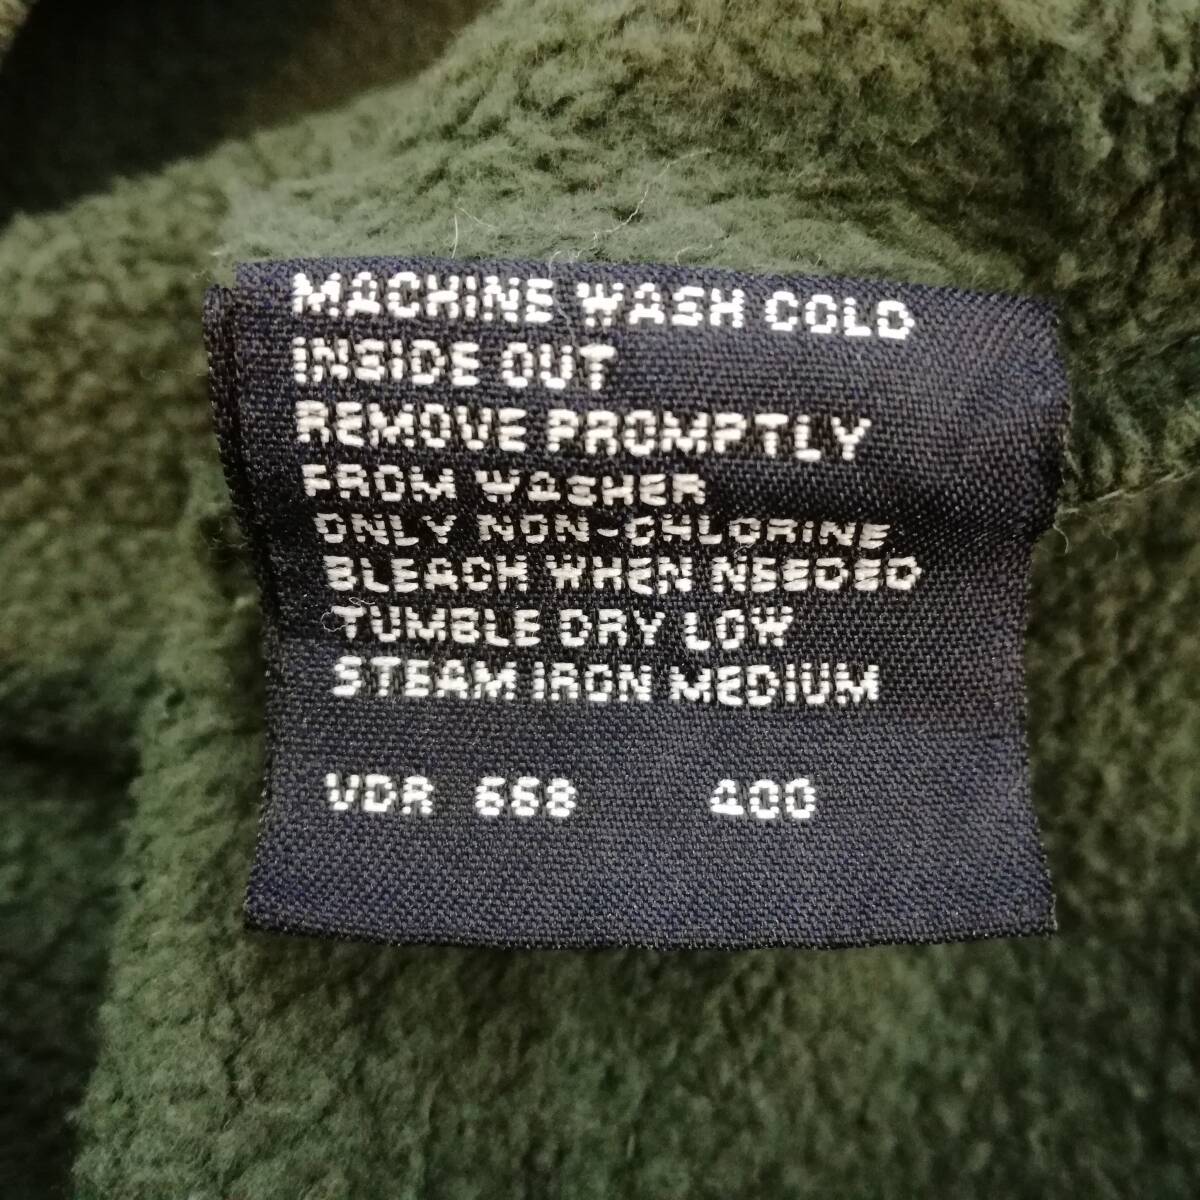 MACHINE WASH COLD
INSIDE OUT
REMOVE PROMPTLY
FROM WASHER
ONLY NON-CHLORINE
BLEACH WHEN NEEDED
TUMBLE DRY LOW
STEAM IRON MEDIUM
VDR 668 400